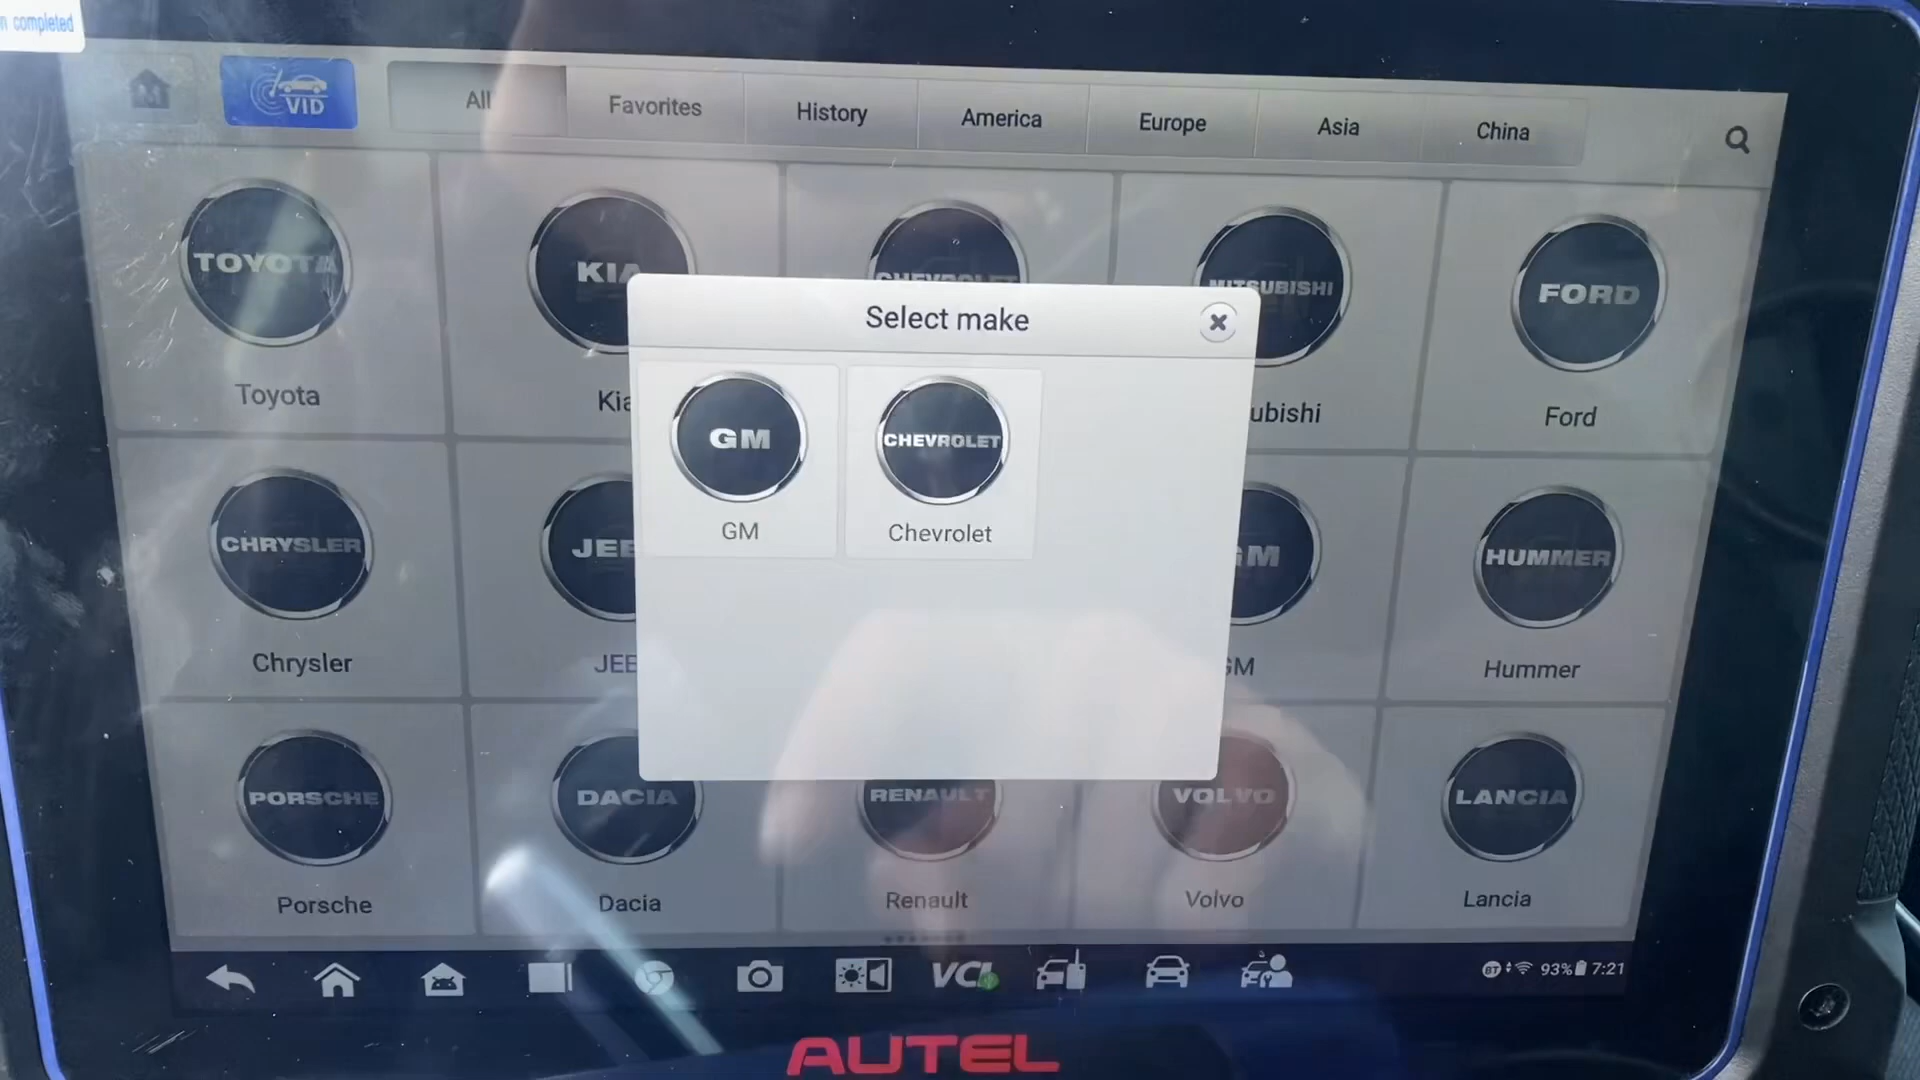 n completed
VID
All Favorites History America Europe Asia China
TOYOTA KIA CHEVROLET MITSUBISHI FORD
Select make
Toyota Kia ubishi Ford
GM CHEVROLET
GM Chevrolet
CHRYSLER JEE GM HUMMER
Chrysler JEE GM Hummer
PORSCHE DACIA RENAULT VOLVO LANCIA
Porsche Dacia Renault Volvo Lancia
VCI BT 93% 7:21
AUTEL